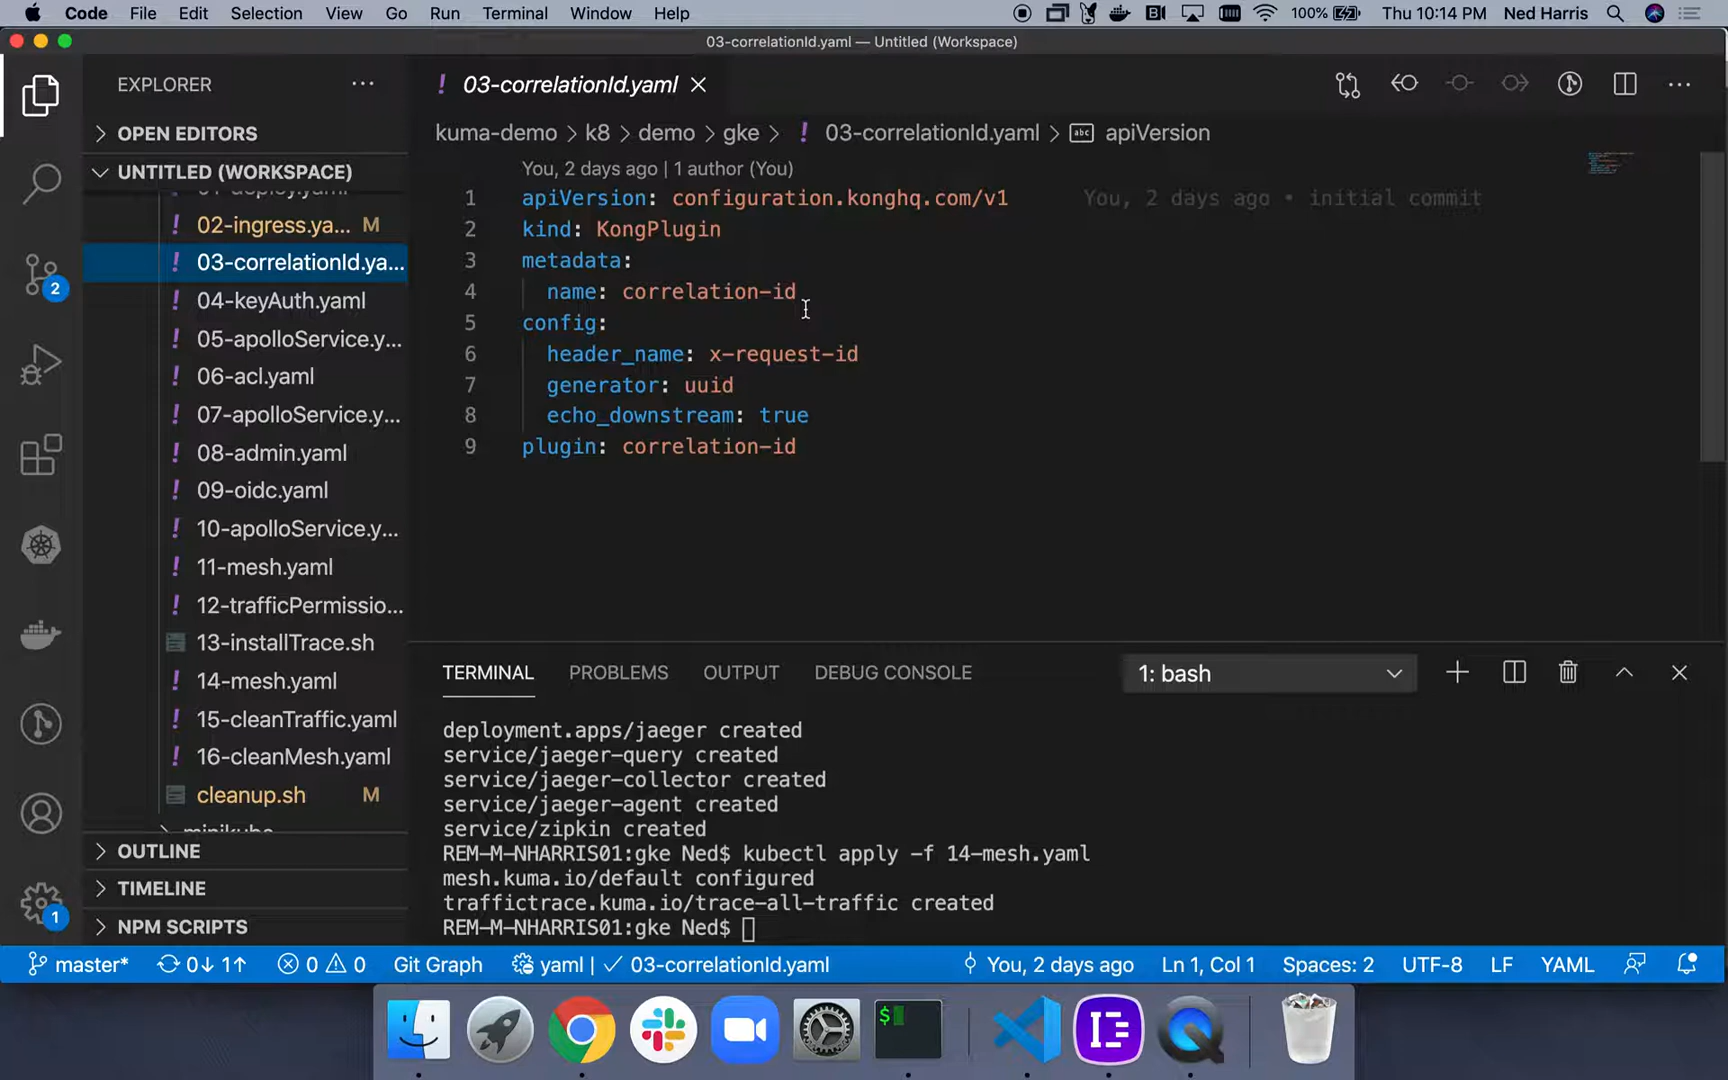 Code File Edit Selection View Go Run Terminal Window Help 100% Thu 10:14 PM Ned Harris
03-correlationId.yaml — Untitled (Workspace)
EXPLORER
OPEN EDITORS
UNTITLED (WORKSPACE)
01-deploy.yaml
02-ingress.ya... M
03-correlationId.ya...
04-keyAuth.yaml
05-apolloService.y...
06-acl.yaml
07-apolloService.y...
08-admin.yaml
09-oidc.yaml
10-apolloService.y...
11-mesh.yaml
12-trafficPermissio...
13-installTrace.sh
14-mesh.yaml
15-cleanTraffic.yaml
16-cleanMesh.yaml
cleanup.sh M
minikube
OUTLINE
TIMELINE
NPM SCRIPTS
2
1
! 03-correlationId.yaml
kuma-demo > k8 > demo > gke > ! 03-correlationId.yaml > abc apiVersion
You, 2 days ago | 1 author (You)
1 apiVersion: configuration.konghq.com/v1 You, 2 days ago • initial commit
2 kind: KongPlugin
3 metadata:
4 name: correlation-id
5 config:
6 header_name: x-request-id
7 generator: uuid
8 echo_downstream: true
9 plugin: correlation-id
TERMINAL PROBLEMS OUTPUT DEBUG CONSOLE 1: bash
deployment.apps/jaeger created
service/jaeger-query created
service/jaeger-collector created
service/jaeger-agent created
service/zipkin created
REM-M-NHARRIS01:gke Ned$ kubectl apply -f 14-mesh.yaml
mesh.kuma.io/default configured
traffictrace.kuma.io/trace-all-traffic created
REM-M-NHARRIS01:gke Ned$
master* 0↓ 1↑ 0 0 Git Graph yaml | ✓ 03-correlationId.yaml You, 2 days ago Ln 1, Col 1 Spaces: 2 UTF-8 LF YAML
$